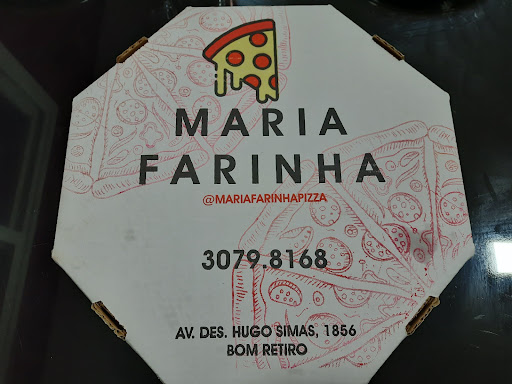 MARIA
FARINHA
@MARIAFARINHAPIZZA
3079.8168
AV. DES. HUGO SIMAS, 1856
BOM RETIRO